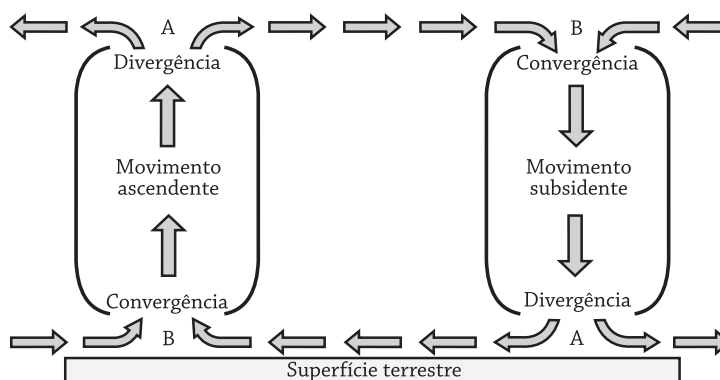 A
B
Divergência
Convergência
Movimento
ascendente
Movimento
subsidente
Convergência
Divergência
B
A
Superfície terrestre